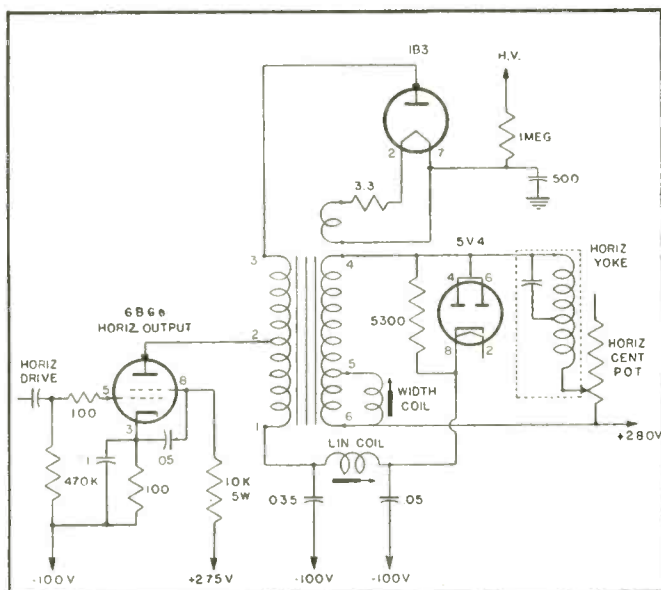 1B3
H.V.
1MEG
2
7
500
3.3
5V4
HORIZ
YOKE
3
4
4
6
6BG6
HORIZ OUTPUT
5300
2
8
2
HORIZ
CENT
POT
HORIZ
DRIVE
5
8
5
WIDTH
COIL
100
3
1
6
+280V
.05
LIN COIL
470K
.1
100
10K
5W
.035
.05
-100V
+275V
-100V
-100V